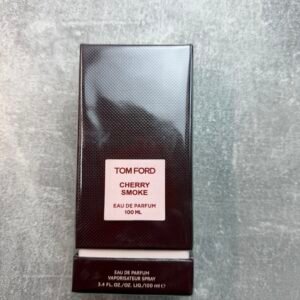 TOM FORD
CHERRY
SMOKE
EAU DE PARFUM
100 ML
EAU DE PARFUM
VAPORISATEUR SPRAY
3.4 FL. OZ./OZ. LIQ./100 ml ℮